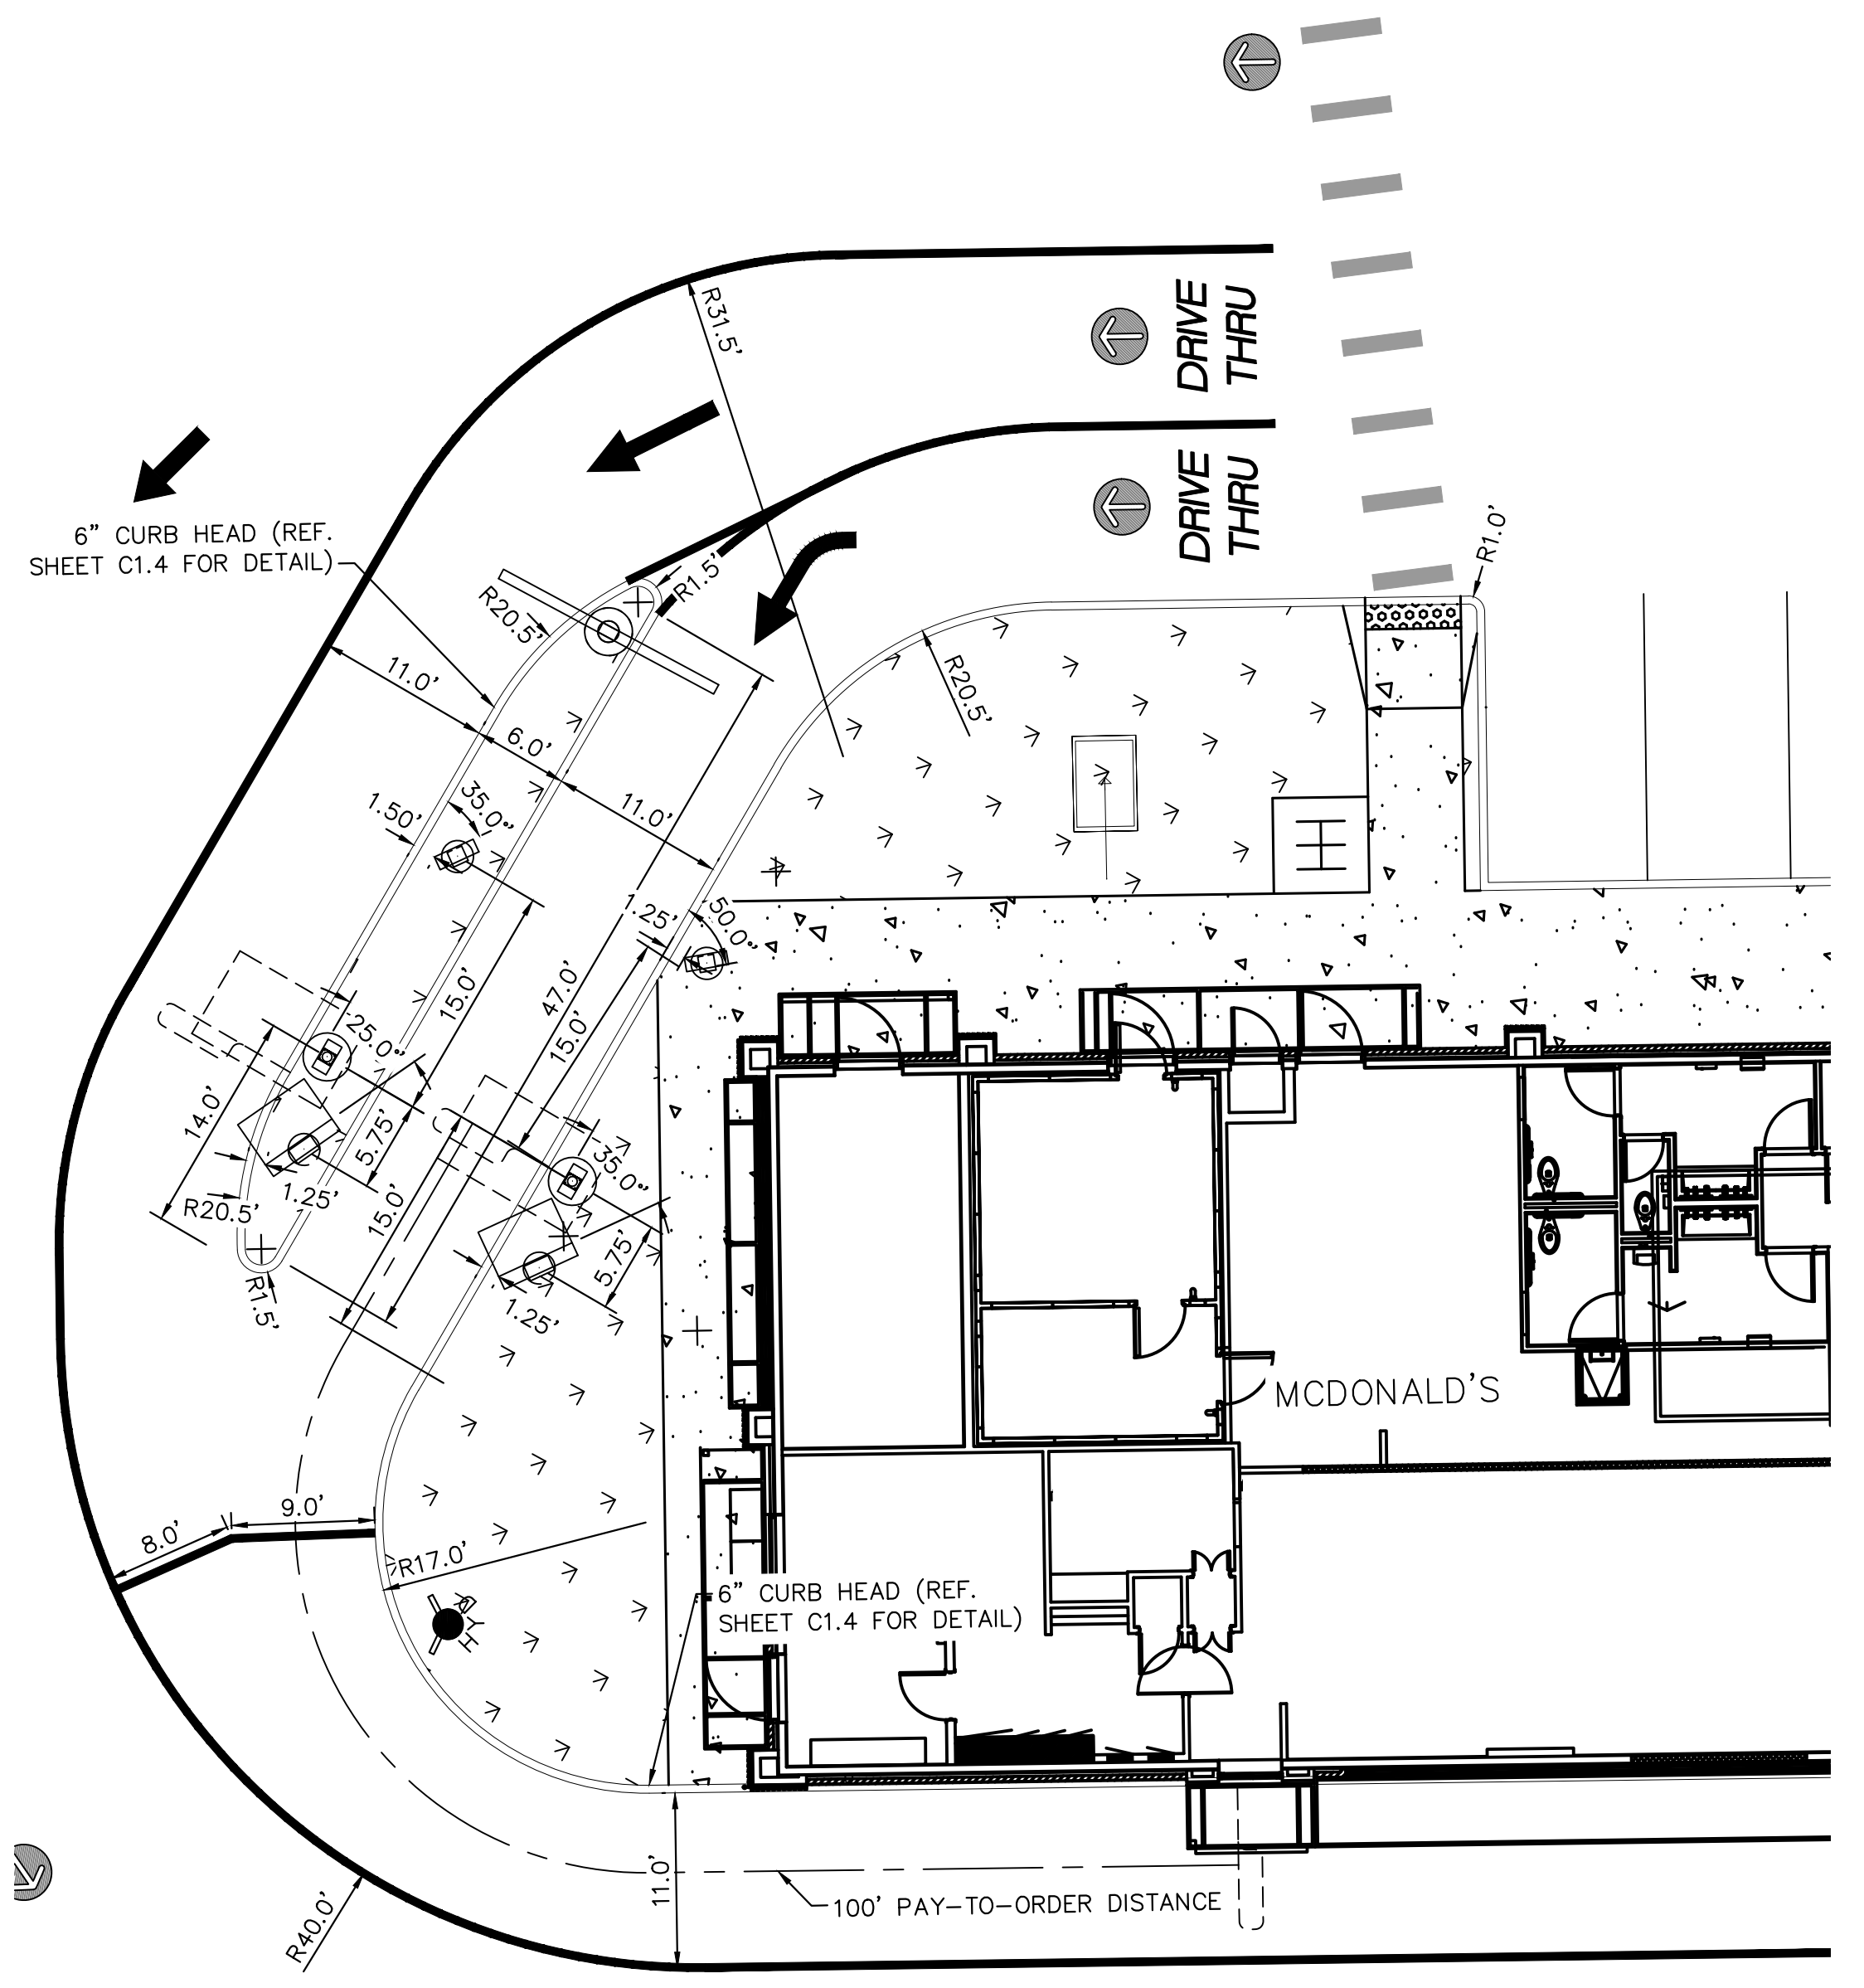 R31.5'
DRIVE
THRU
DRIVE
THRU
6" CURB HEAD (REF.
SHEET C1.4 FOR DETAIL)
R1.0'
R1.5'
R20.5'
R20.5'
11.0'
6.0'
11.0'
1.50'
35.0°
1.25'
50.0°
15.0'
47.0'
15.0'
25.0°
14.0'
5.75'
35.0°
1.25'
R20.5'
15.0'
5.75'
1.25'
R1.5'
MCDONALD'S
9.0'
8.0'
R17.0'
6" CURB HEAD (REF.
SHEET C1.4 FOR DETAIL)
11.0'
100' PAY-TO-ORDER DISTANCE
R40.0'